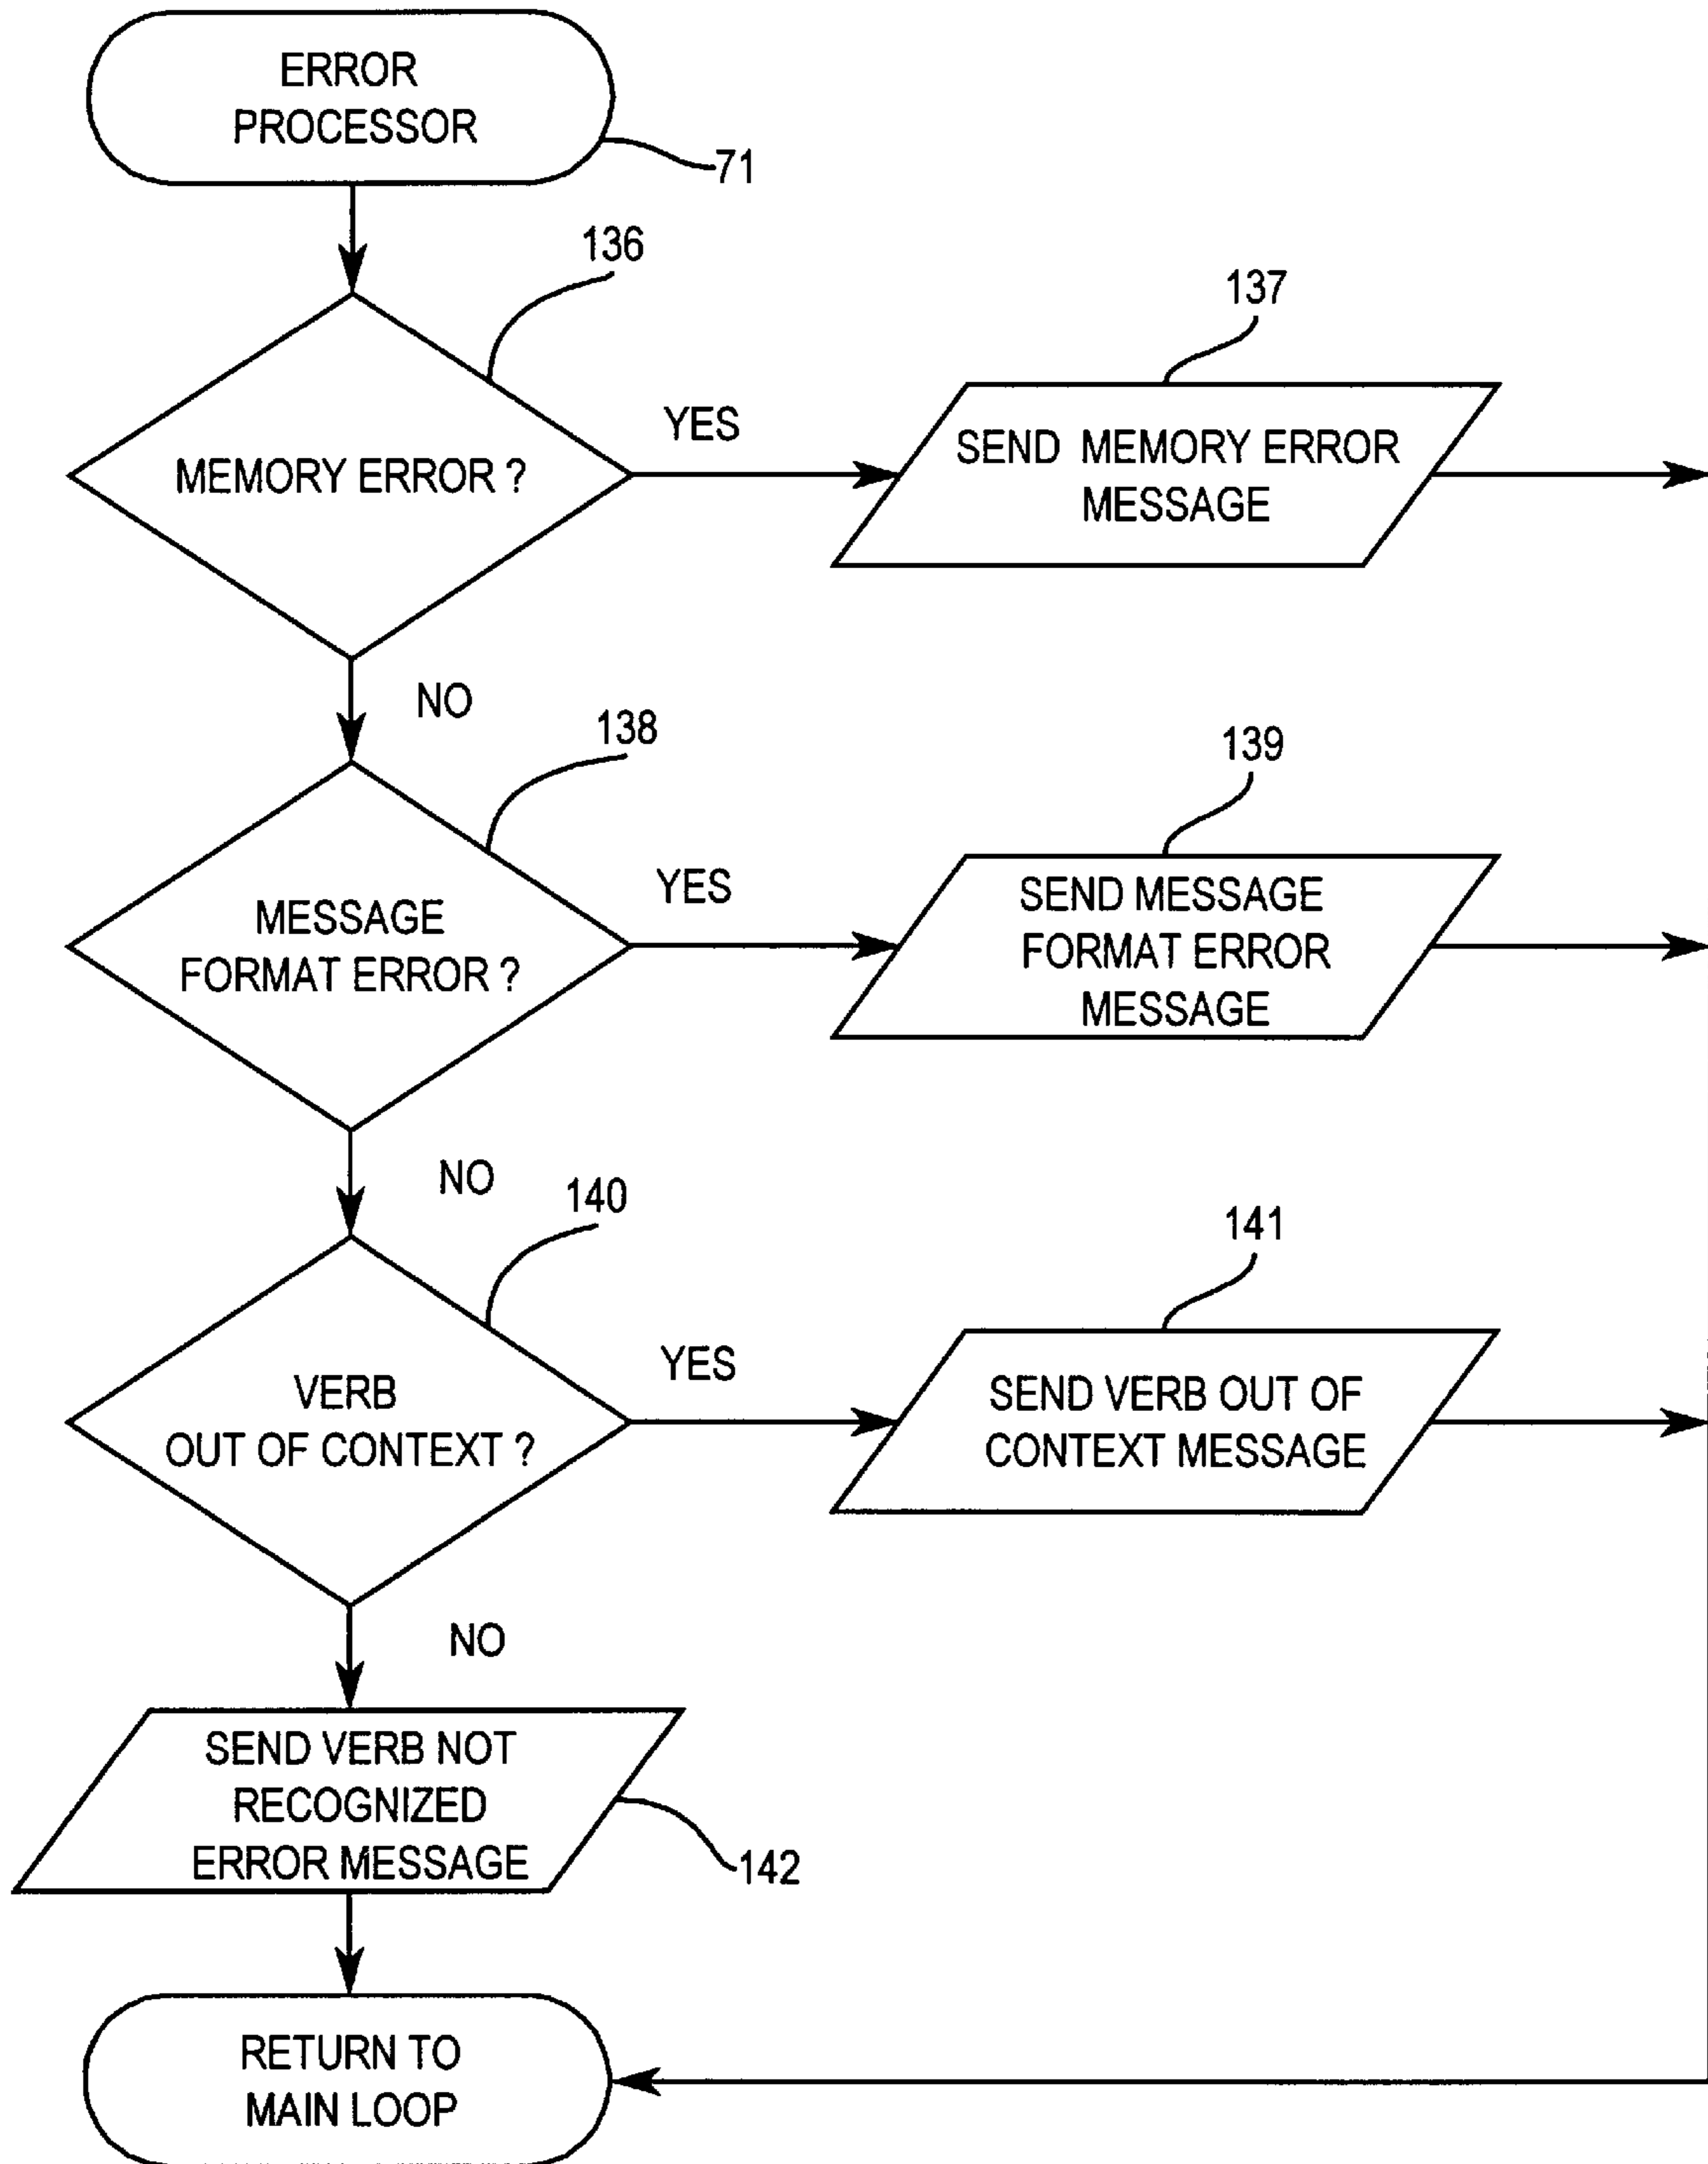 ERROR
PROCESSOR
71
136
137
MEMORY ERROR ?
YES
SEND MEMORY ERROR
MESSAGE
NO
138
139
MESSAGE
FORMAT ERROR ?
YES
SEND MESSAGE
FORMAT ERROR
MESSAGE
NO
140
141
VERB
OUT OF CONTEXT ?
YES
SEND VERB OUT OF
CONTEXT MESSAGE
NO
SEND VERB NOT
RECOGNIZED
ERROR MESSAGE
142
RETURN TO
MAIN LOOP